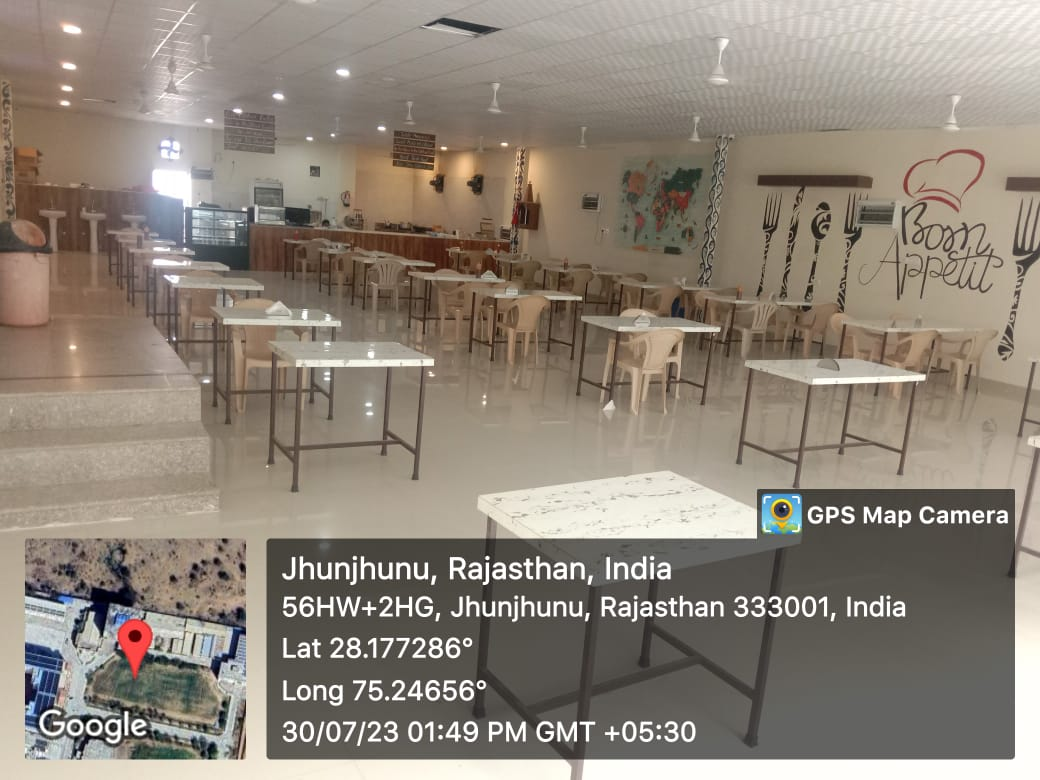 Born
Appetit
GPS Map Camera
Jhunjhunu, Rajasthan, India
56HW+2HG, Jhunjhunu, Rajasthan 333001, India
Lat 28.177286°
Long 75.24656°
30/07/23 01:49 PM GMT +05:30
Google